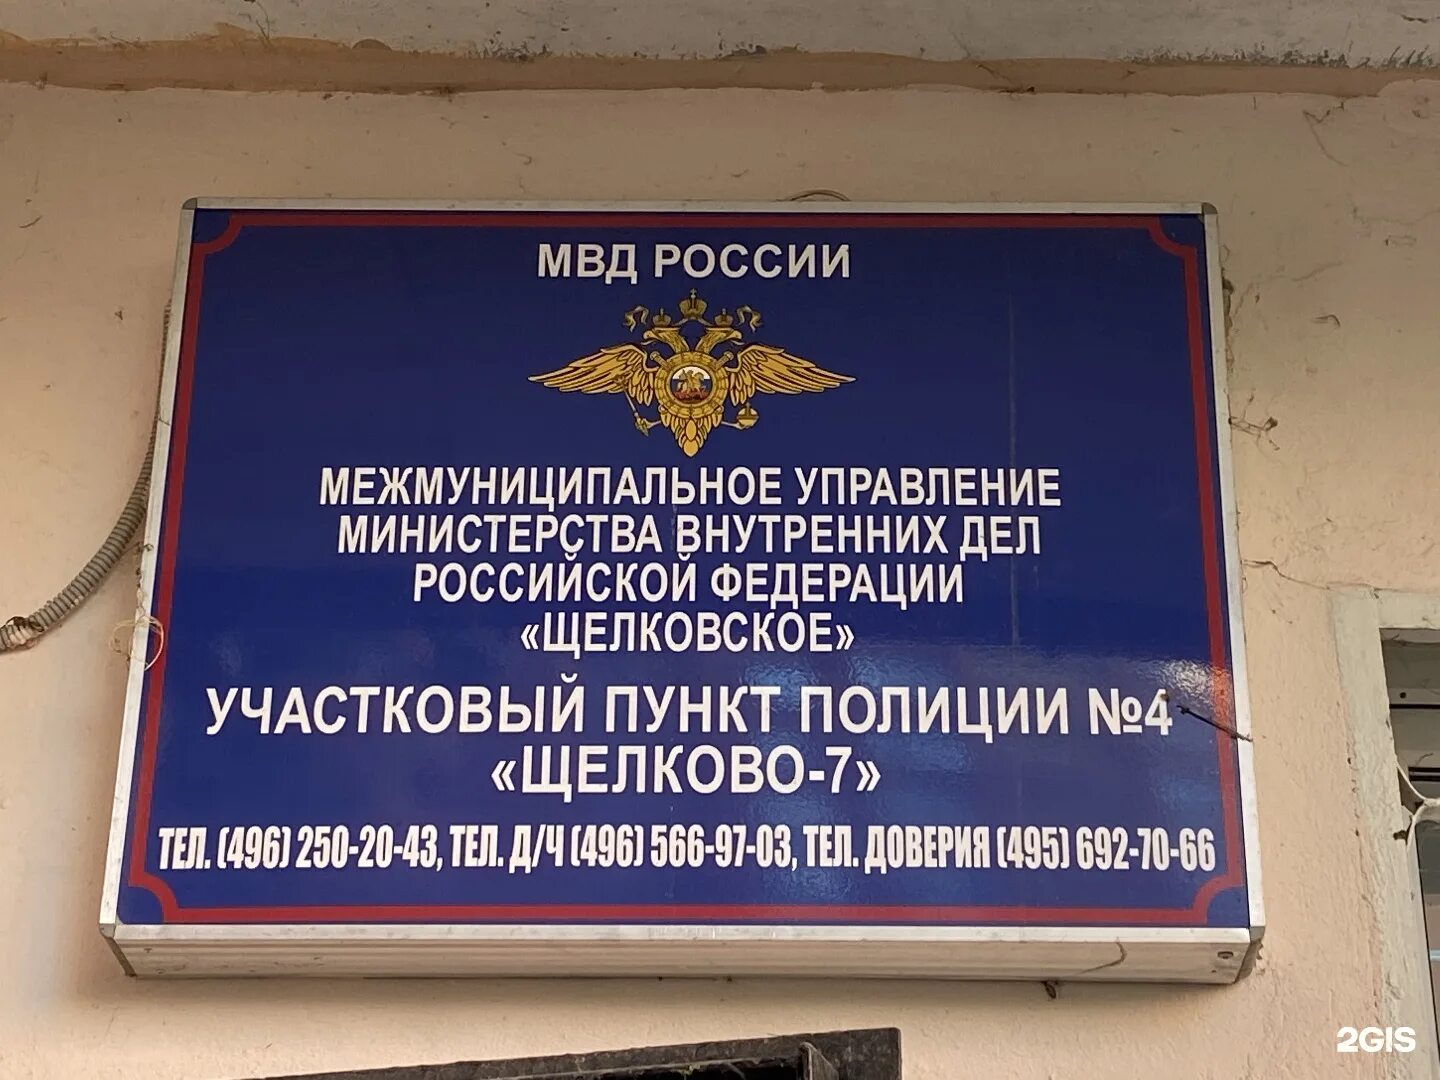 МВД РОССИИ
МЕЖМУНИЦИПАЛЬНОЕ УПРАВЛЕНИЕ
МИНИСТЕРСТВА ВНУТРЕННИХ ДЕЛ
РОССИЙСКОЙ ФЕДЕРАЦИИ
«ЩЕЛКОВСКОЕ»
УЧАСТКОВЫЙ ПУНКТ ПОЛИЦИИ №4
«ЩЕЛКОВО-7»
ТЕЛ. (496) 250-20-43, ТЕЛ. Д/Ч (496) 566-97-03, ТЕЛ. ДОВЕРИЯ (495) 692-70-66
2GIS